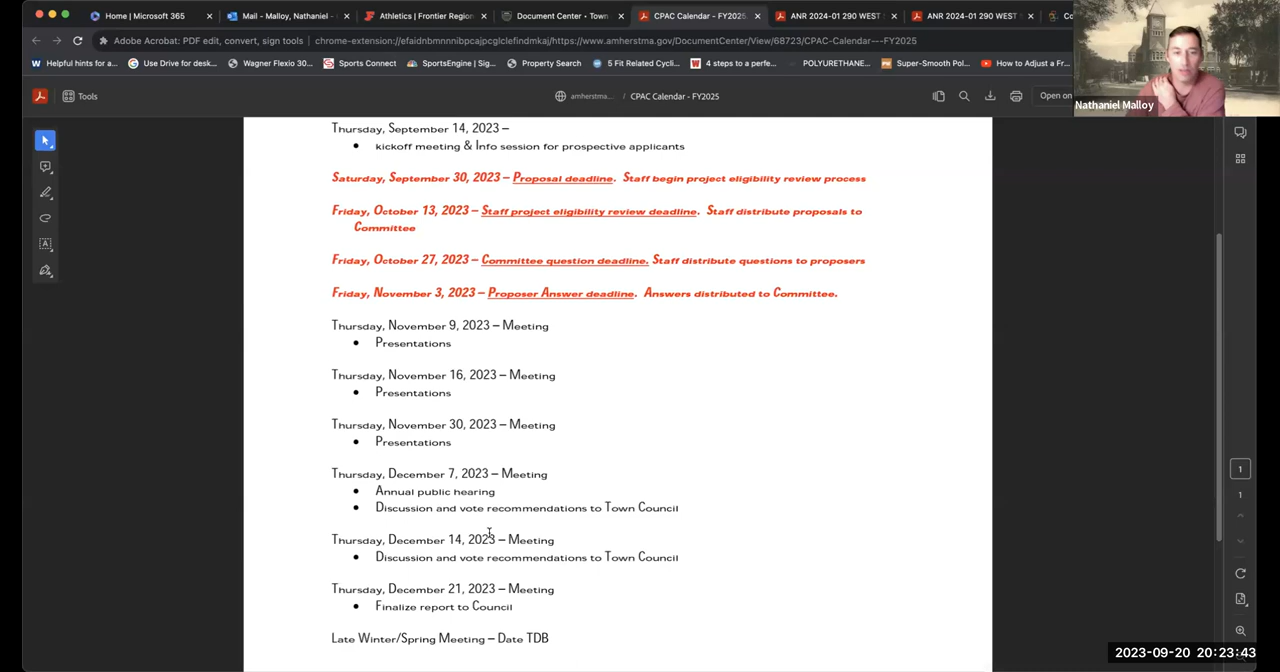 Home | Microsoft 365
Mail - Malloy, Nathaniel -
Athletics | Frontier Region
Document Center • Town
CPAC Calendar - FY2025
ANR 2024-01 290 WEST
ANR 2024-01 290 WEST S
Co
Adobe Acrobat: PDF edit, convert, sign tools
chrome-extension://efaidnbmnnnibpcajpcglclefindmkaj/https://www.amherstma.gov/DocumentCenter/View/68723/CPAC-Calendar---FY2025
Helpful hints for a...
Use Drive for desk...
Wagner Flexio 30...
Sports Connect
SportsEngine | Sig...
Property Search
5 Fit Related Cycli...
4 steps to a perfe...
POLYURETHANE...
Super-Smooth Pol...
How to Adjust a Fr...
Nathaniel Malloy
Tools
amherstma...
/ CPAC Calendar - FY2025
Open on
Thursday, September 14, 2023 –
• kickoff meeting & Info session for prospective applicants
Saturday, September 30, 2023 – Proposal deadline. Staff begin project eligibility review process
Friday, October 13, 2023 – Staff project eligibility review deadline. Staff distribute proposals to
Committee
Friday, October 27, 2023 – Committee question deadline. Staff distribute questions to proposers
Friday, November 3, 2023 – Proposer Answer deadline. Answers distributed to Committee.
Thursday, November 9, 2023 – Meeting
• Presentations
Thursday, November 16, 2023 – Meeting
• Presentations
Thursday, November 30, 2023 – Meeting
• Presentations
Thursday, December 7, 2023 – Meeting
• Annual public hearing
• Discussion and vote recommendations to Town Council
Thursday, December 14, 2023 – Meeting
• Discussion and vote recommendations to Town Council
Thursday, December 21, 2023 – Meeting
• Finalize report to Council
Late Winter/Spring Meeting – Date TDB
1
1
2023-09-20 20:23:43